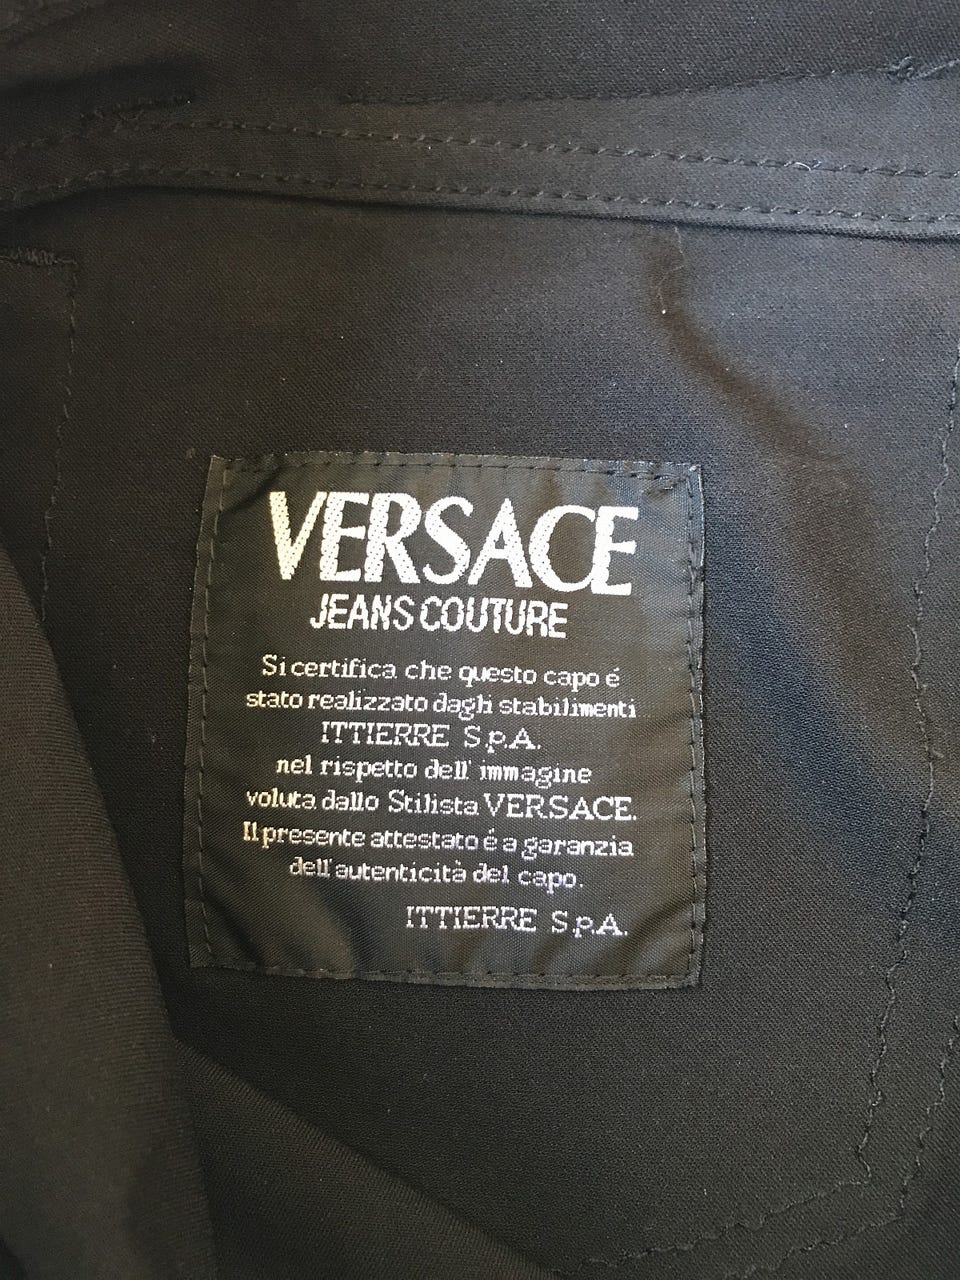 VERSACE
JEANS COUTURE
Si certifica che questo capo é
stato realizzato dagli stabilimenti
ITTIERRE S.p.A.
nel rispetto dell' immagine
voluta dallo Stilista VERSACE.
Il presente attestato é a garanzia
dell'autenticità del capo.
ITTIERRE S.p.A.